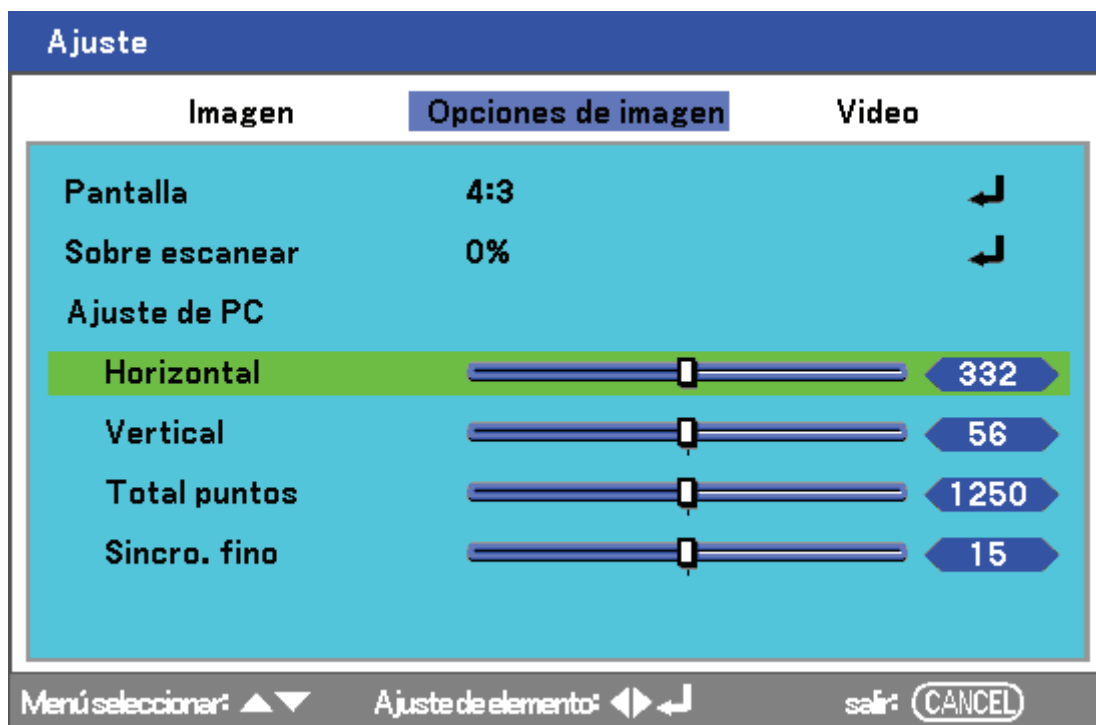 Ajuste
Imagen Opciones de imagen Video
Pantalla 4:3
Sobre escanear 0%
Ajuste de PC
Horizontal 332
Vertical 56
Total puntos 1250
Sincro. fino 15
Menú seleccionar: Ajuste de elemento: salir: CANCEL